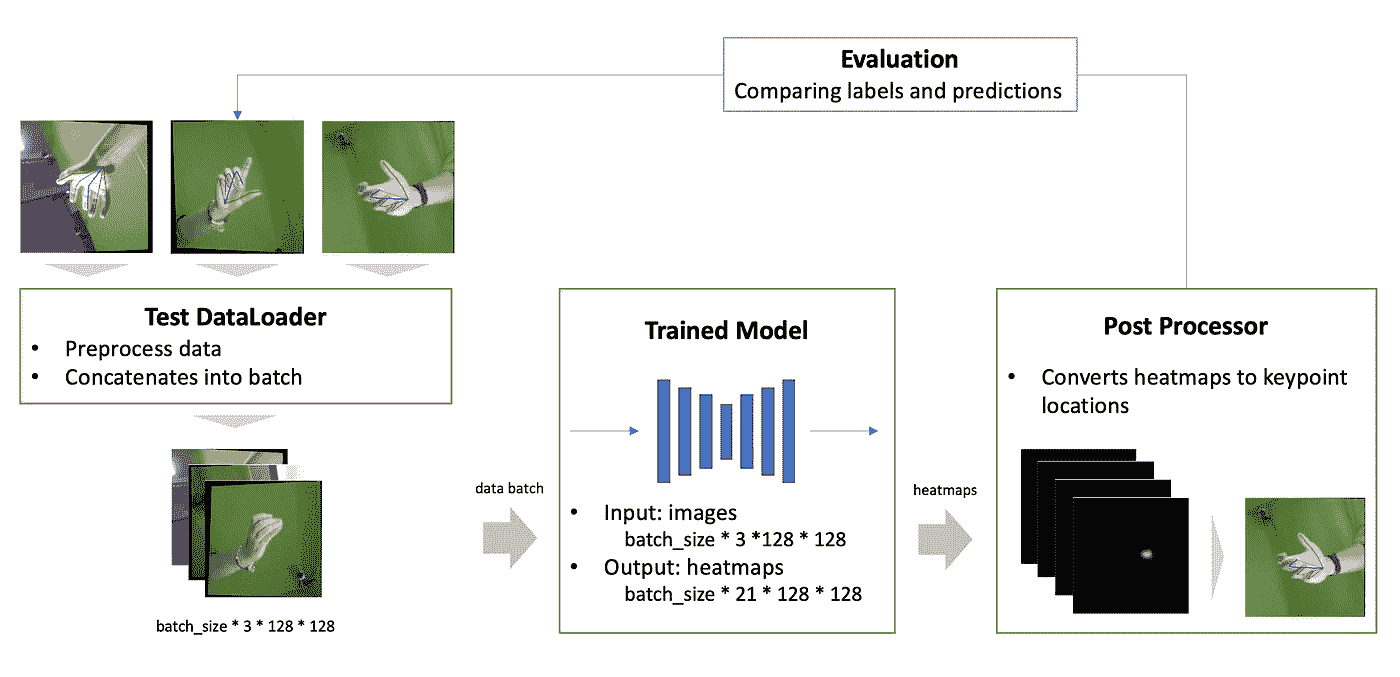 Evaluation
Comparing labels and predictions
Test DataLoader
• Preprocess data
• Concatenates into batch
batch_size * 3 * 128 * 128
data batch
Trained Model
• Input: images
batch_size * 3 *128 * 128
• Output: heatmaps
batch_size * 21 * 128 * 128
heatmaps
Post Processor
• Converts heatmaps to keypoint
locations